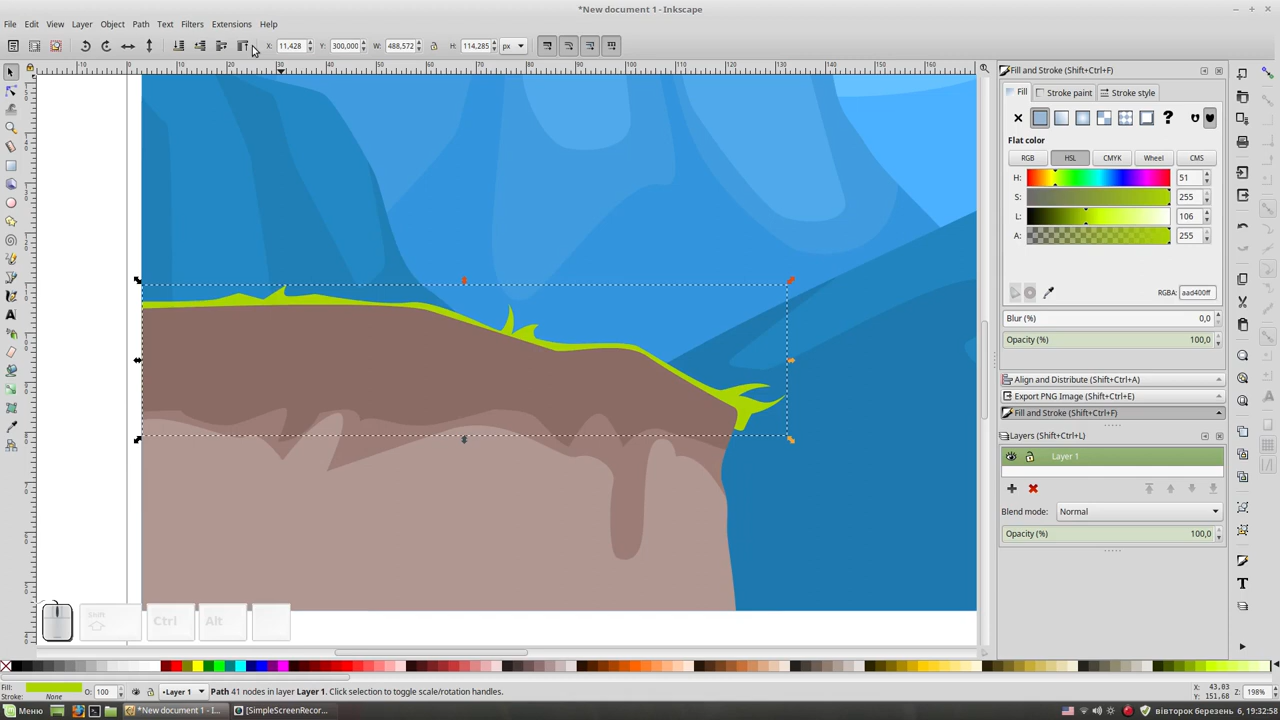 *New document 1 - Inkscape
File Edit View Layer Object Path Text Filters Extensions Help
X: 11,428 Y: 300,000 W: 488,572 H: 114,285 px
Fill and Stroke (Shift+Ctrl+F)
Fill Stroke paint Stroke style
Flat color
RGB HSL CMYK Wheel CMS
H: 51
S: 255
L: 106
A: 255
RGBA: aad400ff
Blur (%) 0,0
Opacity (%) 100,0
Align and Distribute (Shift+Ctrl+A)
Export PNG Image (Shift+Ctrl+E)
Fill and Stroke (Shift+Ctrl+F)
Layers (Shift+Ctrl+L)
Layer 1
Blend mode: Normal
Opacity (%) 100,0
Shift
Ctrl Alt
Fill:
Stroke: None O: 100 •Layer 1 Path 41 nodes in layer Layer 1. Click selection to toggle scale/rotation handles.
X: 43,03
Y: 151,68 Z: 198%
Меню *New document 1 - I... [SimpleScreenRecor... вівторок березень 6, 19:32:58